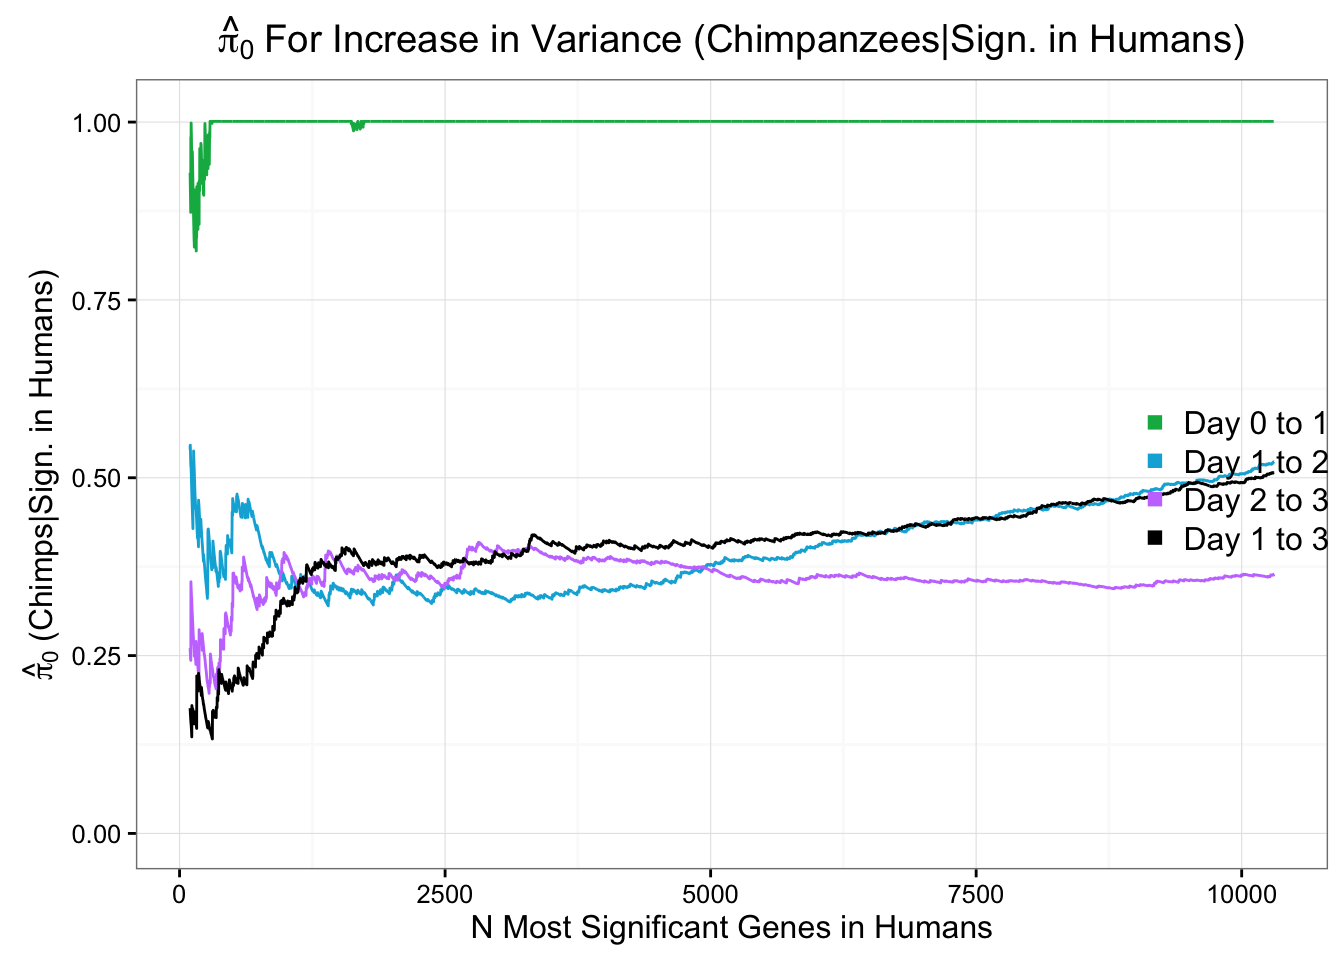 π̂₀ For Increase in Variance (Chimpanzees|Sign. in Humans)
π̂₀ (Chimps|Sign. in Humans)
1.00
0.75
0.50
0.25
0.00
Day 0 to 1
Day 1 to 2
Day 2 to 3
Day 1 to 3
0 2500 5000 7500 10000
N Most Significant Genes in Humans